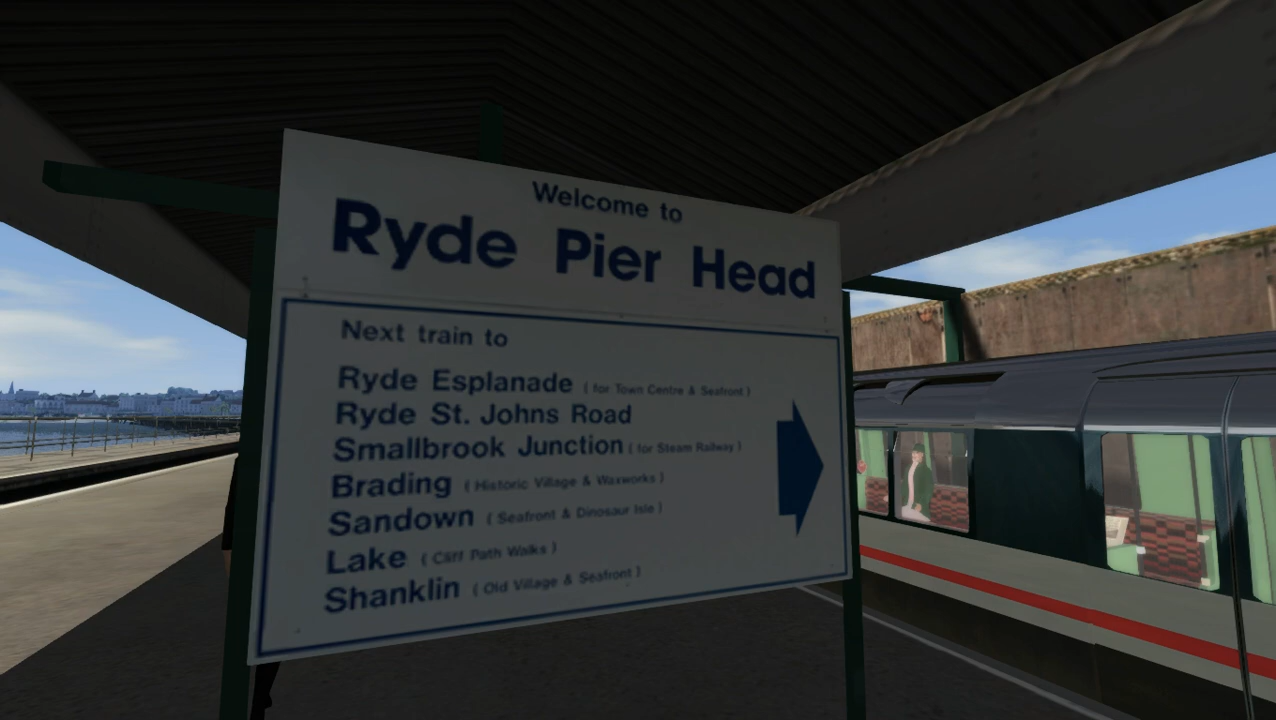 Welcome to
Ryde Pier Head
Next train to
Ryde Esplanade ( for Town Centre & Seafront )
Ryde St. Johns Road
Smallbrook Junction ( for Steam Railway )
Brading ( Historic Village & Waxworks )
Sandown ( Seafront & Dinosaur Isle )
Lake ( Cliff Path Walks )
Shanklin ( Old Village & Seafront )